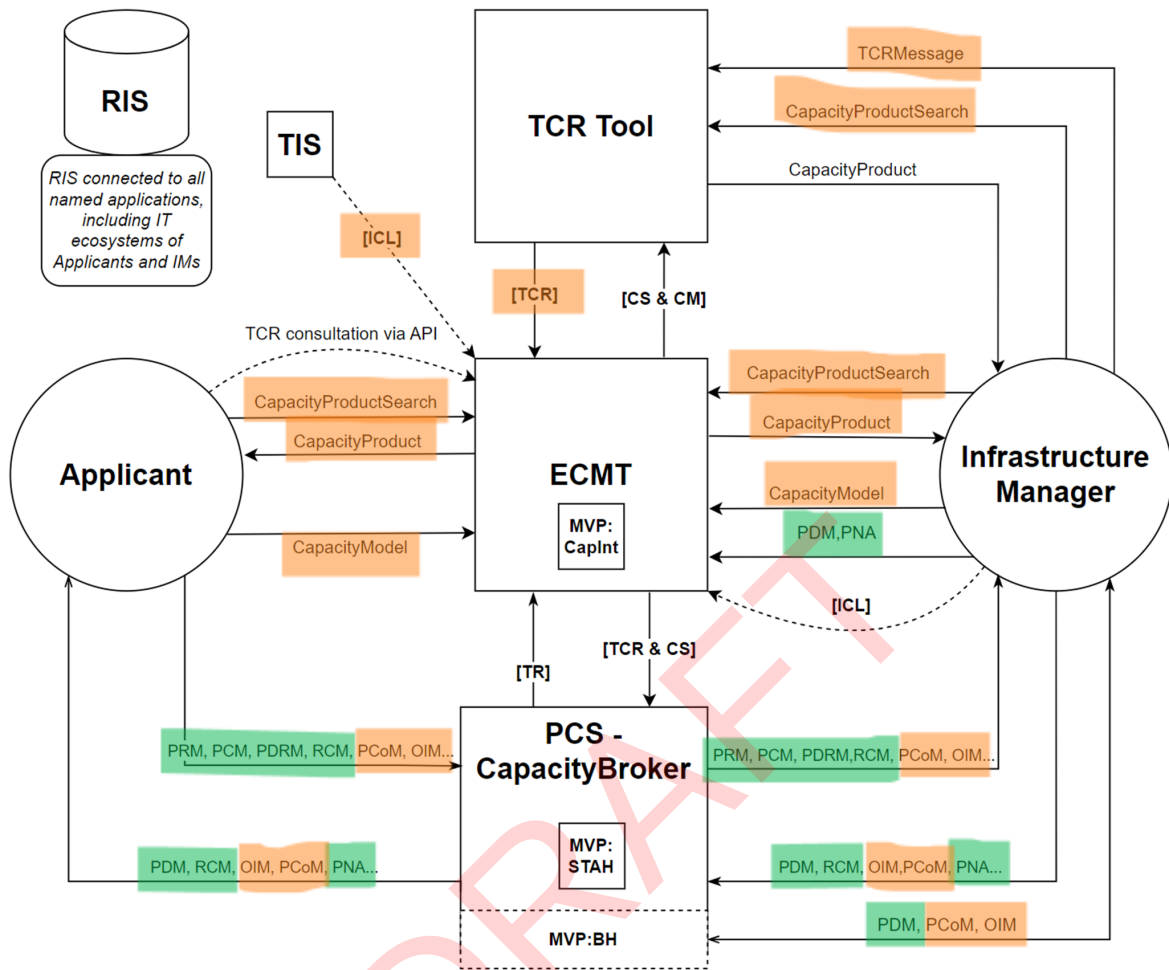 RIS
RIS connected to all
named applications,
including IT
ecosystems of
Applicants and IMs
TIS
[ICL]
TCR Tool
TCRMessage
CapacityProductSearch
CapacityProduct
[TCR]
[CS & CM]
TCR consultation via API
Applicant
CapacityProductSearch
CapacityProduct
CapacityModel
ECMT
MVP:
CapInt
CapacityProductSearch
CapacityProduct
CapacityModel
PDM,PNA
[ICL]
Infrastructure
Manager
[TR]
[TCR & CS]
PRM, PCM, PDRM, RCM, PCoM, OIM...
PCS -
CapacityBroker
PRM, PCM, PDRM,RCM, PCoM, OIM...
MVP:
STAH
PDM, RCM, OIM, PCoM, PNA...
PDM, RCM, OIM,PCoM, PNA...
MVP:BH
PDM, PCoM, OIM
DRAFT